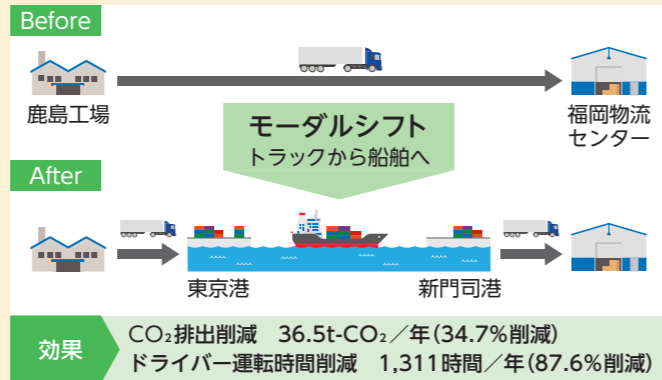 Before
鹿島工場
福岡物流
センター
モーダルシフト
トラックから船舶へ
After
東京港
新門司港
効果
CO₂排出削減 36.5t-CO₂／年(34.7%削減)
ドライバー運転時間削減 1,311時間／年(87.6%削減)